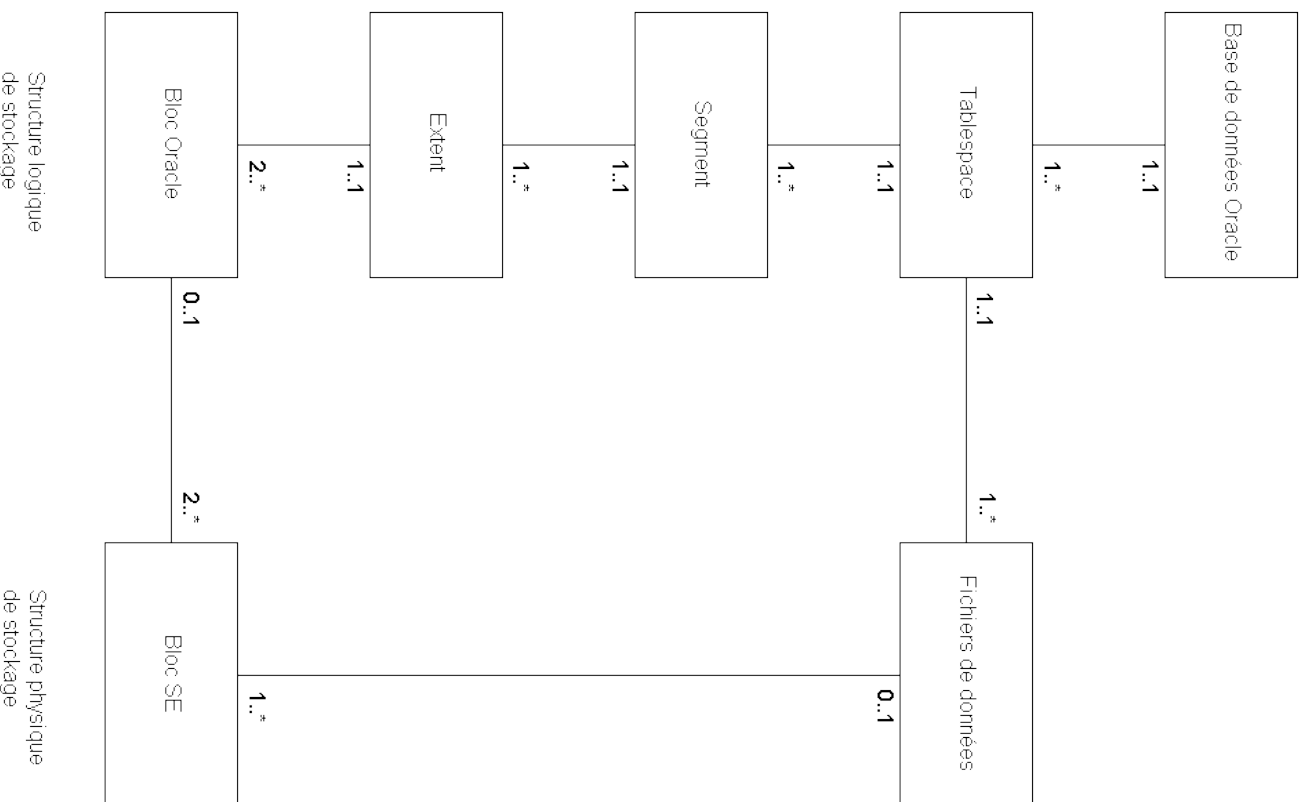 Base de données Oracle
1..1
1..*
Tablespace
1..1
1..*
1..1
1..*
Fichiers de données
Segment
1..1
0..1
1..*
Extent
1..1
2..*
Bloc Oracle
0..1
2..*
1..*
Bloc SE
Structure logique
de stockage
Structure physique
de stockage